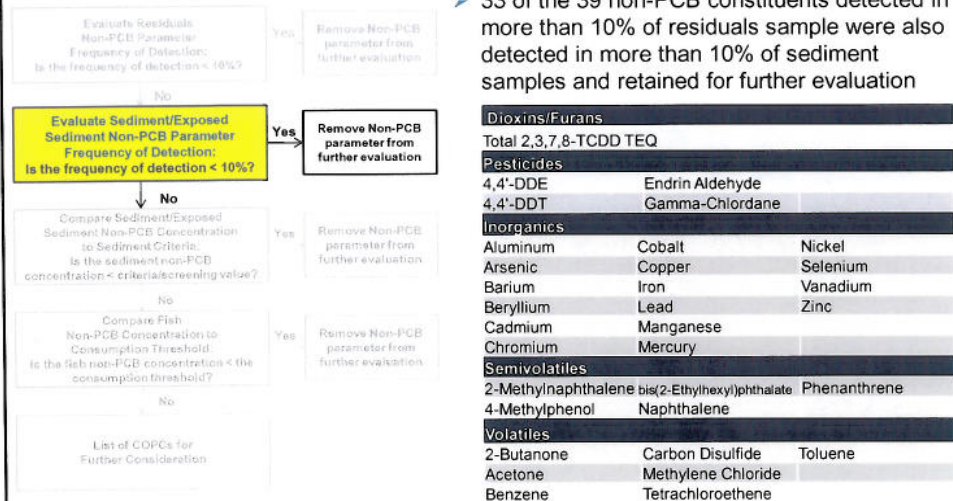 Evaluate Residuals
Non-PCB Parameter
Frequency of Detection:
Is the frequency of detection < 10%?
Yes
Remove Non-PCB
parameter from
further evaluation
No
Evaluate Sediment/Exposed
Sediment Non-PCB Parameter
Frequency of Detection:
Is the frequency of detection < 10%?
Yes
Remove Non-PCB
parameter from
further evaluation
No
Compare Sediment/Exposed
Sediment Non-PCB Concentration
to Sediment Criteria:
Is the sediment non-PCB
concentration < criteria/screening value?
Yes
Remove Non-PCB
parameter from
further evaluation
No
Compare Fish
Non-PCB Concentration to
Consumption Threshold:
Is the fish non-PCB concentration < the
consumption threshold?
Yes
Remove Non-PCB
parameter from
further evaluation
No
List of COPCs for
Further Consideration
33 of the 39 non-PCB constituents detected in
more than 10% of residuals sample were also
detected in more than 10% of sediment
samples and retained for further evaluation
Dioxins/Furans
Total 2,3,7,8-TCDD TEQ
Pesticides
4,4'-DDE Endrin Aldehyde
4,4'-DDT Gamma-Chlordane
Inorganics
Aluminum Cobalt Nickel
Arsenic Copper Selenium
Barium Iron Vanadium
Beryllium Lead Zinc
Cadmium Manganese
Chromium Mercury
Semivolatiles
2-Methylnaphthalene bis(2-Ethylhexyl)phthalate Phenanthrene
4-Methylphenol Naphthalene
Volatiles
2-Butanone Carbon Disulfide Toluene
Acetone Methylene Chloride
Benzene Tetrachloroethene